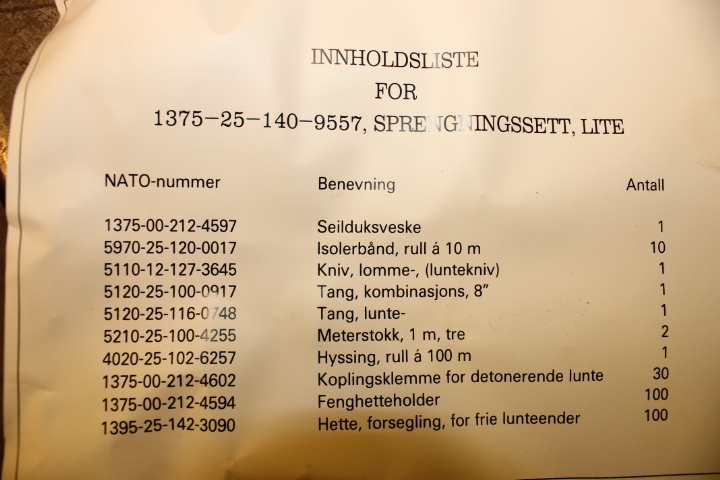 INNHOLDSLISTE
FOR
1375-25-140-9557, SPRENGNINGSSETT, LITE
NATO-nummer Benevning Antall
1375-00-212-4597 Seilduksveske 1
5970-25-120-0017 Isolerbånd, rull á 10 m 10
5110-12-127-3645 Kniv, lomme-, (luntekniv) 1
5120-25-100-0917 Tang, kombinasjons, 8" 1
5120-25-116-0748 Tang, lunte- 1
5210-25-100-4255 Meterstokk, 1 m, tre 2
4020-25-102-6257 Hyssing, rull á 100 m 1
1375-00-212-4602 Koplingsklemme for detonerende lunte 30
1375-00-212-4594 Fenghetteholder 100
1395-25-142-3090 Hette, forsegling, for frie lunteender 100